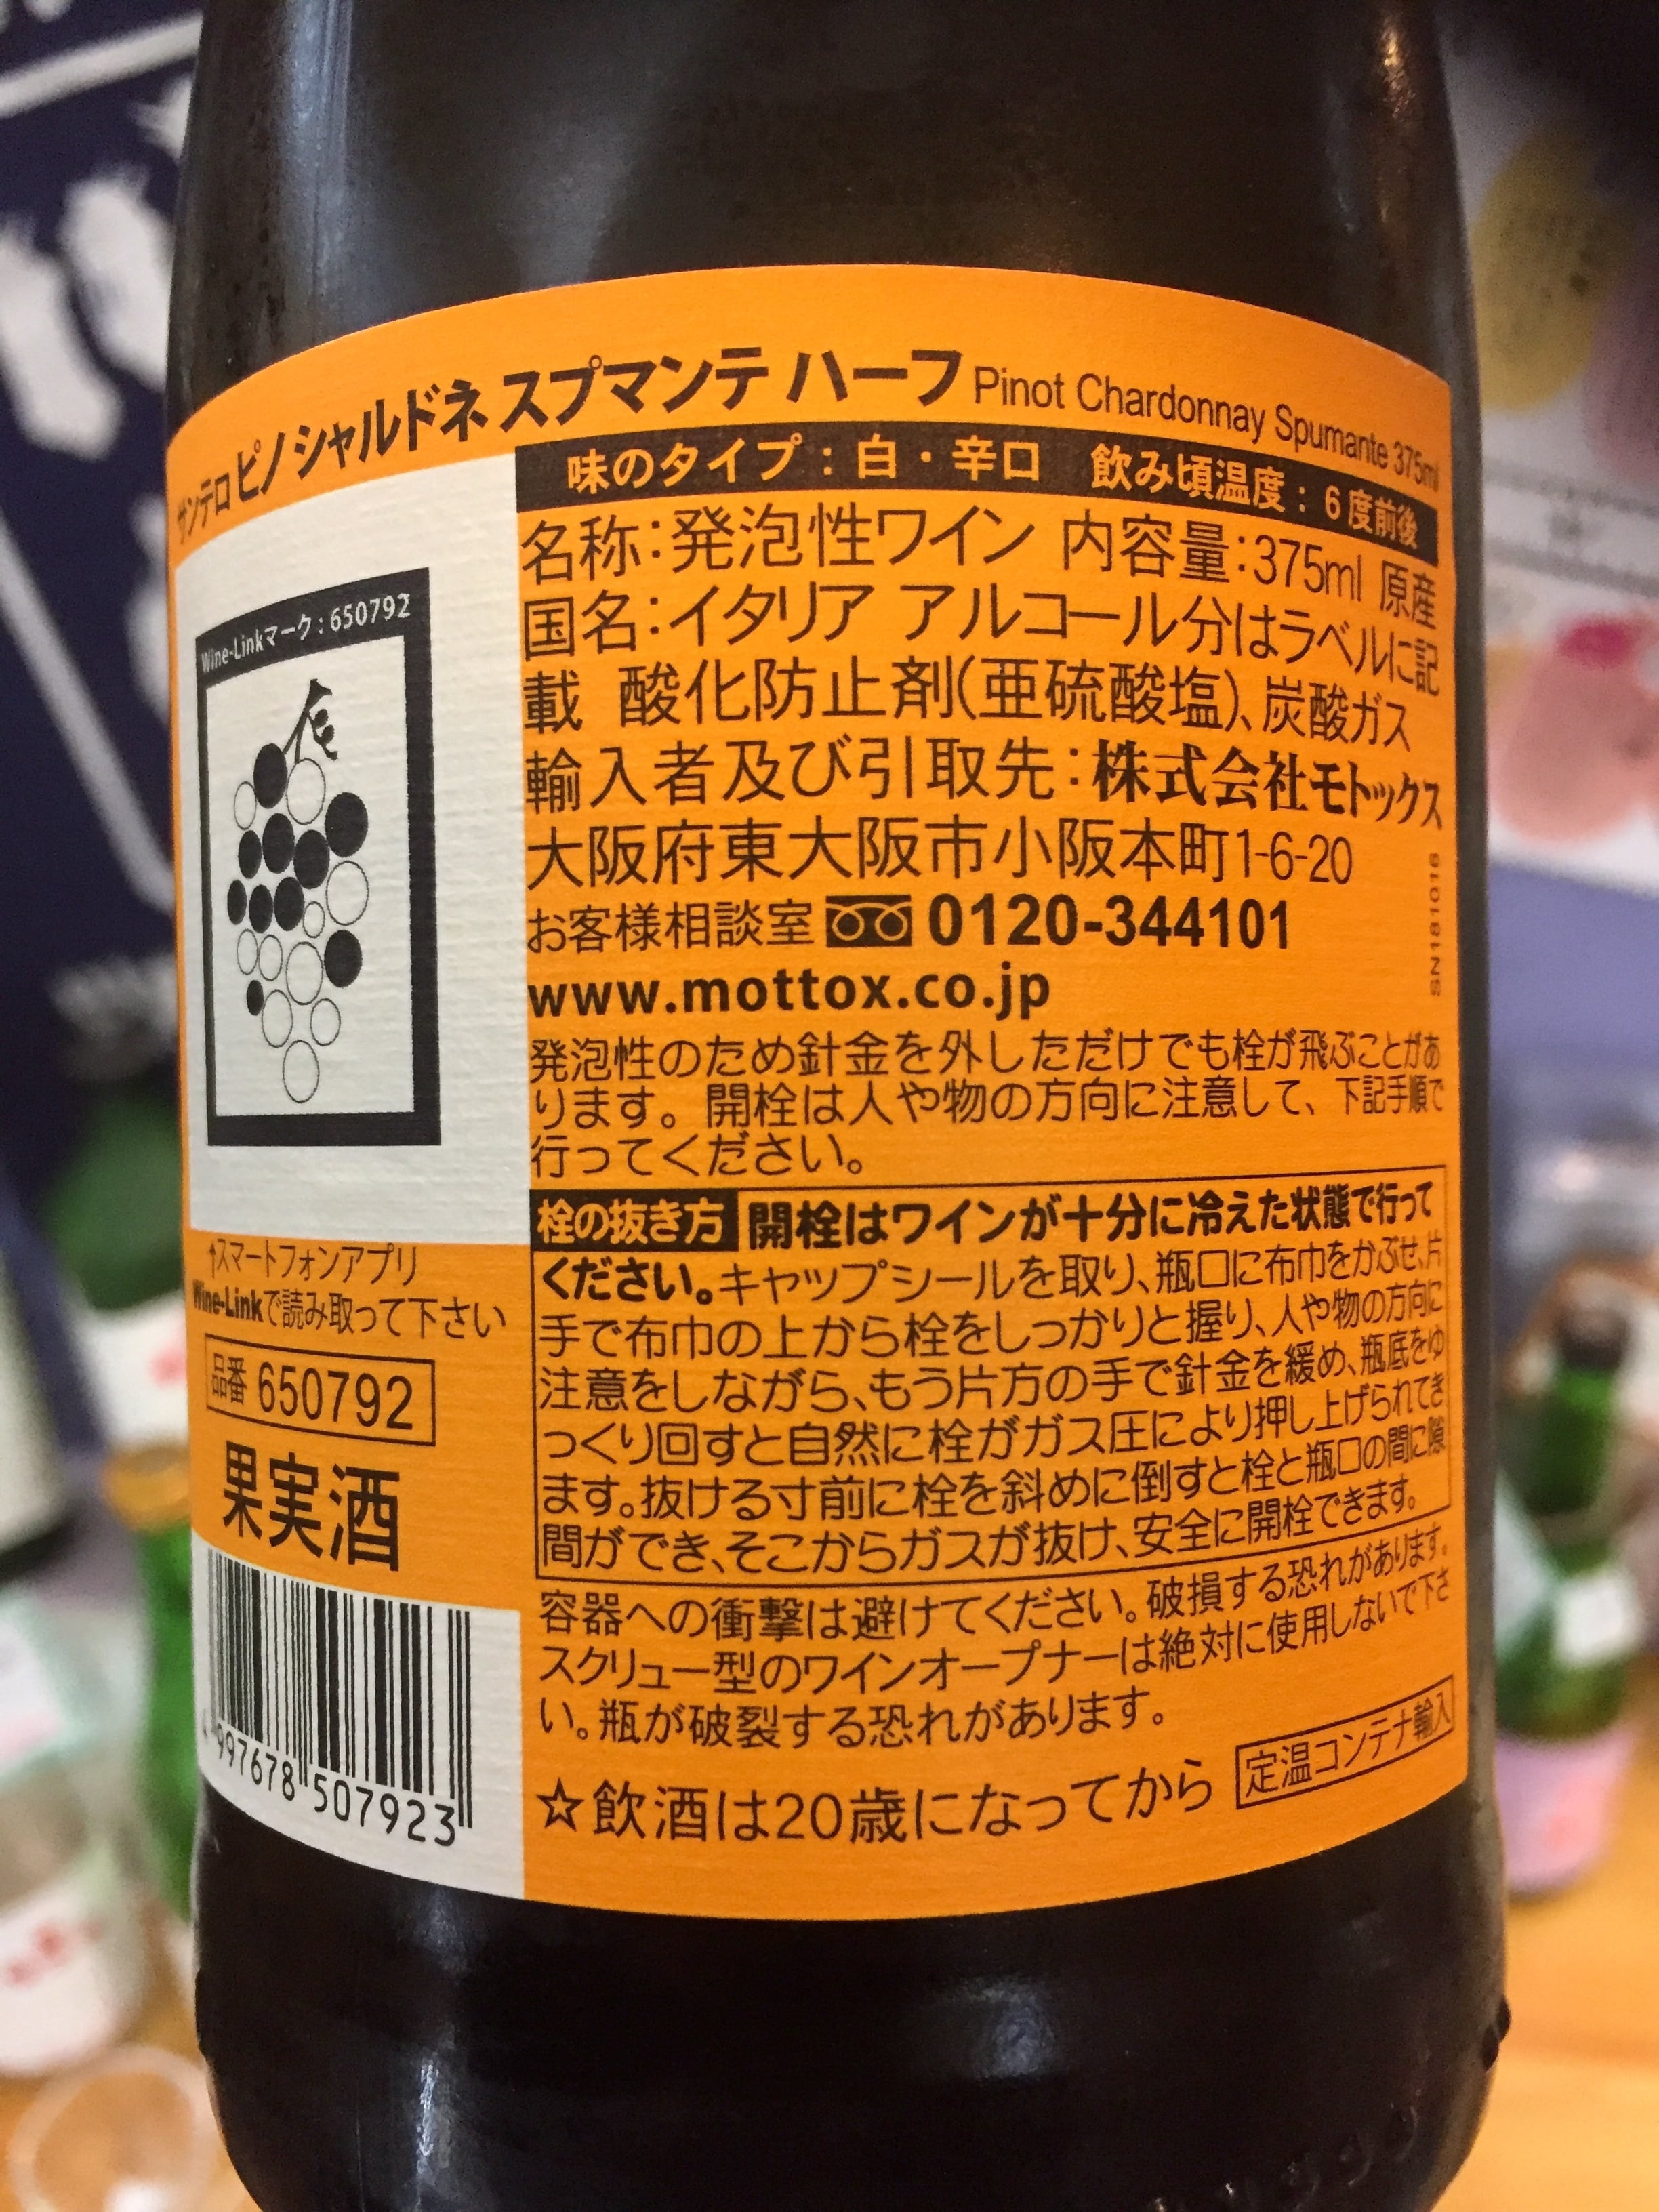 サンテロ ピノ シャルドネ スプマンテ ハーフ Pinot Chardonnay Spumante 375ml
味のタイプ：白・辛口 飲み頃温度：6度前後
名称：発泡性ワイン 内容量：375ml 原産
国名：イタリア アルコール分はラベルに記
載 酸化防止剤(亜硫酸塩)、炭酸ガス
輸入者及び引取先：株式会社モトックス
大阪府東大阪市小阪本町1-6-20
お客様相談室 0120-344101
www.mottox.co.jp
SN181016
発泡性のため針金を外しただけでも栓が飛ぶことがあ
ります。開栓は人や物の方向に注意して、下記手順で
行ってください。
栓の抜き方 開栓はワインが十分に冷えた状態で行って
ください。キャップシールを取り、瓶口に布巾をかぶせ、片
手で布巾の上から栓をしっかりと握り、人や物の方向に
注意をしながら、もう片方の手で針金を緩め、瓶底をゆ
っくり回すと自然に栓がガス圧により押し上げられてき
ます。抜ける寸前に栓を斜めに倒すと栓と瓶口の間に隙
間ができ、そこからガスが抜け、安全に開栓できます。
容器への衝撃は避けてください。破損する恐れがあります。
スクリュー型のワインオープナーは絶対に使用しないで下さ
い。瓶が破裂する恐れがあります。
☆飲酒は20歳になってから 定温コンテナ輸入
Wine-Linkマーク：650792
↑スマートフォンアプリ
Wine-Linkで読み取って下さい
品番 650792
果実酒
4 997678 507923